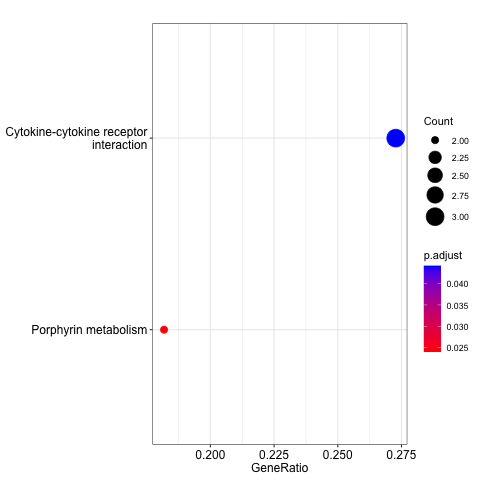 Cytokine-cytokine receptor
interaction
Porphyrin metabolism
0.200 0.225 0.250 0.275
GeneRatio
Count
2.00
2.25
2.50
2.75
3.00
p.adjust
0.040
0.035
0.030
0.025